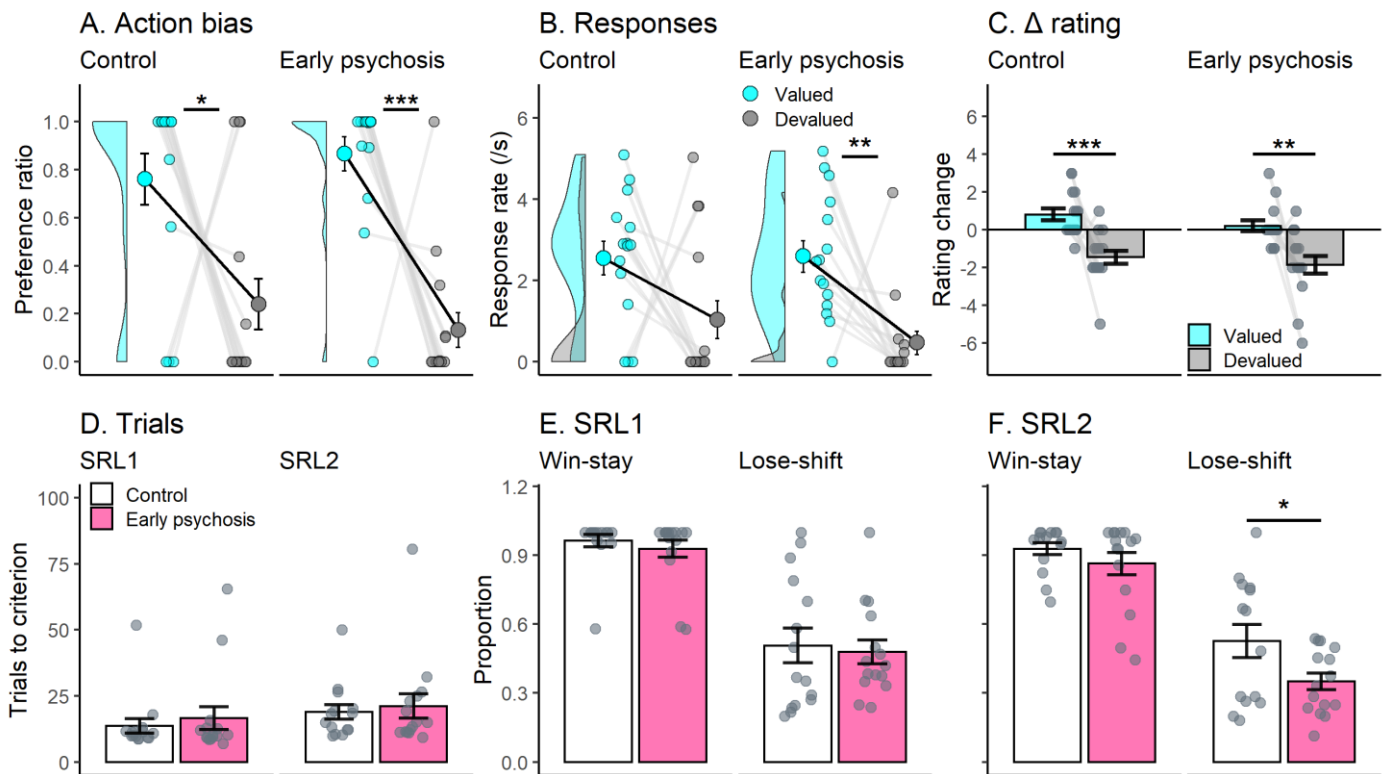 A. Action bias
Control
Early psychosis
*
***
1.0
0.8
0.6
0.4
0.2
0.0
Preference ratio
B. Responses
Control
Early psychosis
Valued
Devalued
**
6
4
2
0
Response rate (/s)
C. Δ rating
Control
Early psychosis
***
**
6
4
2
0
-2
-4
-6
Rating change
Valued
Devalued
D. Trials
SRL1
SRL2
Control
Early psychosis
100
75
50
25
0
Trials to criterion
E. SRL1
Win-stay
Lose-shift
1.2
0.9
0.6
0.3
0.0
Proportion
F. SRL2
Win-stay
Lose-shift
*